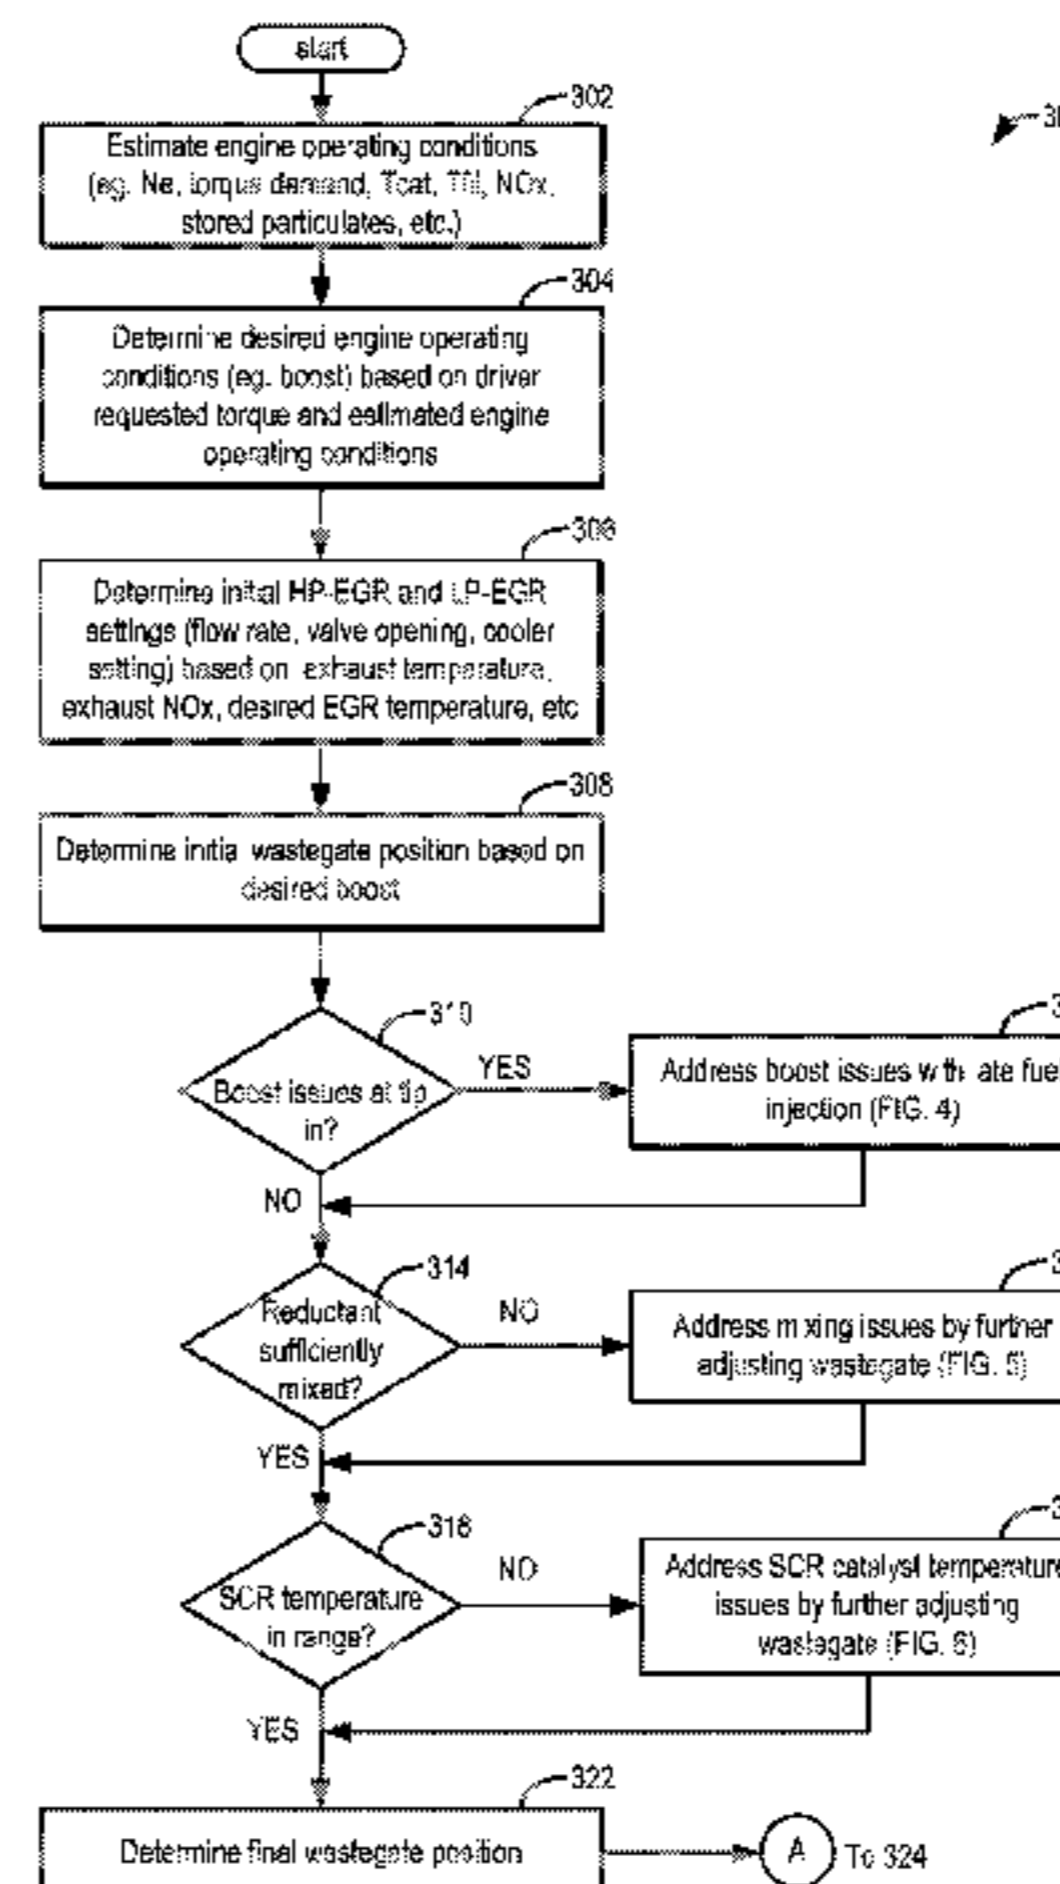 start
302
Estimate engine operating conditions
(eg. Ne, torque demand, Tcat, NOx,
stored particulates, etc.)
304
Determine desired engine operating
conditions (eg. boost) based on driver
requested torque and estimated engine
operating conditions
306
Determine initial HP-EGR and LP-EGR
settings (flow rate, valve opening, cooler
setting) based on exhaust temperature,
exhaust NOx, desired EGR temperature, etc
308
Determine initial wastegate position based on
desired boost
310
Boost issues at tip
in?
YES
Address boost issues with late fuel
injection (FIG. 4)
NO
314
Reductant
sufficiently
mixed?
NO
Address mixing issues by further
adjusting wastegate (FIG. 5)
YES
318
SCR temperature
in range?
NO
Address SCR catalyst temperature
issues by further adjusting
wastegate (FIG. 6)
YES
322
Determine final wastegate position
A
To 324